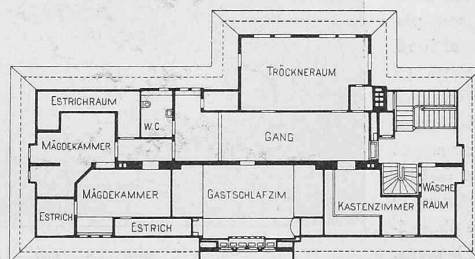 TRÖCKNERAUM
ESTRICHRAUM
W.C.
GANG
MÄGDEKAMMER
MÄGDEKAMMER
GASTSCHLAFZIM.
KASTENZIMMER
WÄSCHE
RAUM
ESTRICH
ESTRICH